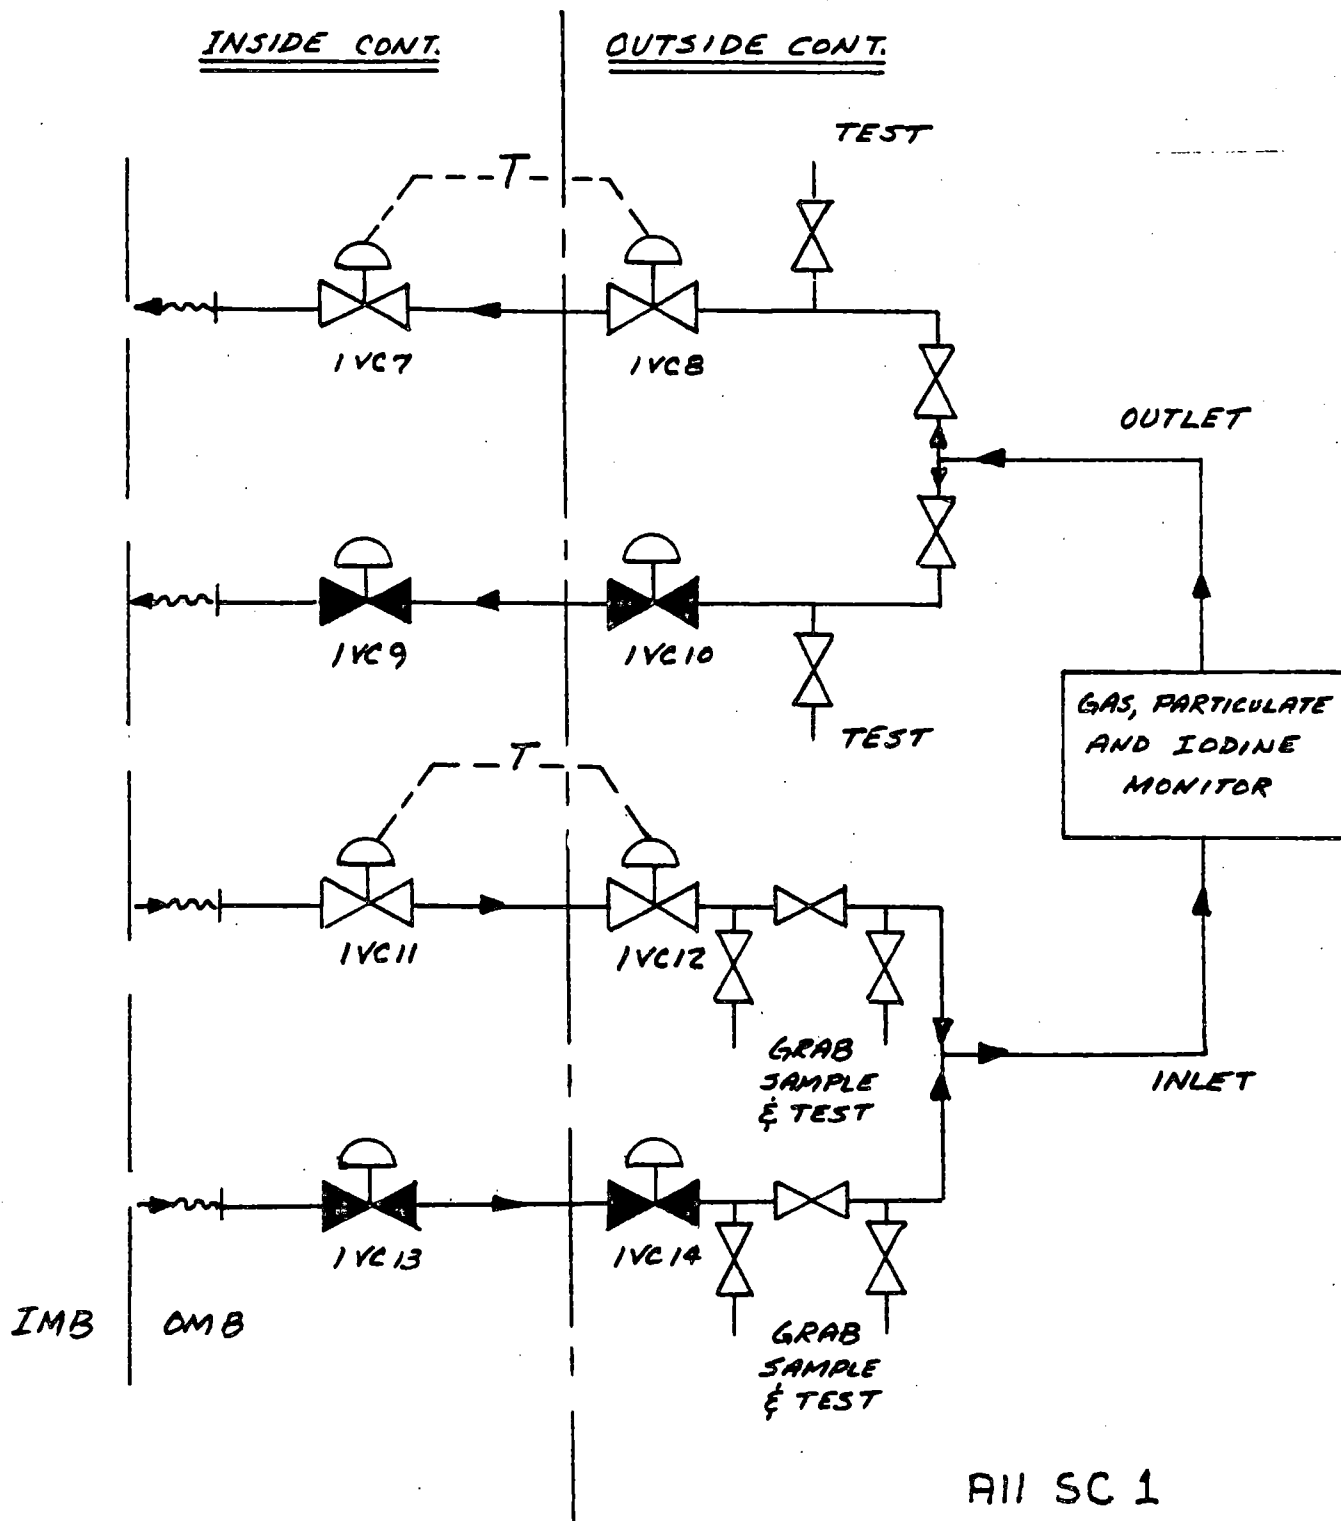 INSIDE CONT.
OUTSIDE CONT.
TEST
T
1VC7
1VC8
OUTLET
1VC9
1VC10
TEST
GAS, PARTICULATE
AND IODINE
MONITOR
T
1VC11
1VC12
GRAB
SAMPLE
& TEST
INLET
1VC13
1VC14
IMB
OMB
GRAB
SAMPLE
& TEST
All SC 1